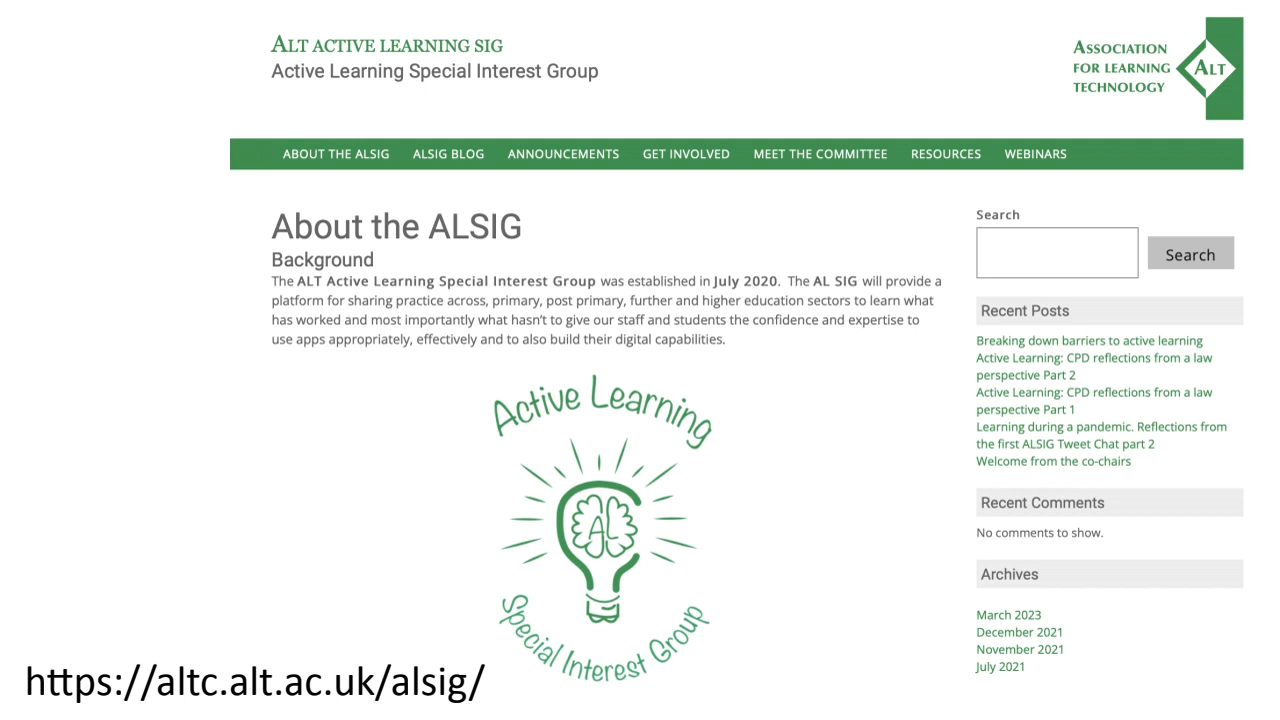 ALT ACTIVE LEARNING SIG
Active Learning Special Interest Group
ASSOCIATION
FOR LEARNING
TECHNOLOGY
ALT
ABOUT THE ALSIG ALSIG BLOG ANNOUNCEMENTS GET INVOLVED MEET THE COMMITTEE RESOURCES WEBINARS
About the ALSIG
Background
The ALT Active Learning Special Interest Group was established in July 2020. The AL SIG will provide a
platform for sharing practice across, primary, post primary, further and higher education sectors to learn what
has worked and most importantly what hasn't to give our staff and students the confidence and expertise to
use apps appropriately, effectively and to also build their digital capabilities.
Active Learning
AL
Special Interest Group
Search
Search
Recent Posts
Breaking down barriers to active learning
Active Learning: CPD reflections from a law
perspective Part 2
Active Learning: CPD reflections from a law
perspective Part 1
Learning during a pandemic. Reflections from
the first ALSIG Tweet Chat part 2
Welcome from the co-chairs
Recent Comments
No comments to show.
Archives
March 2023
December 2021
November 2021
July 2021
https://altc.alt.ac.uk/alsig/